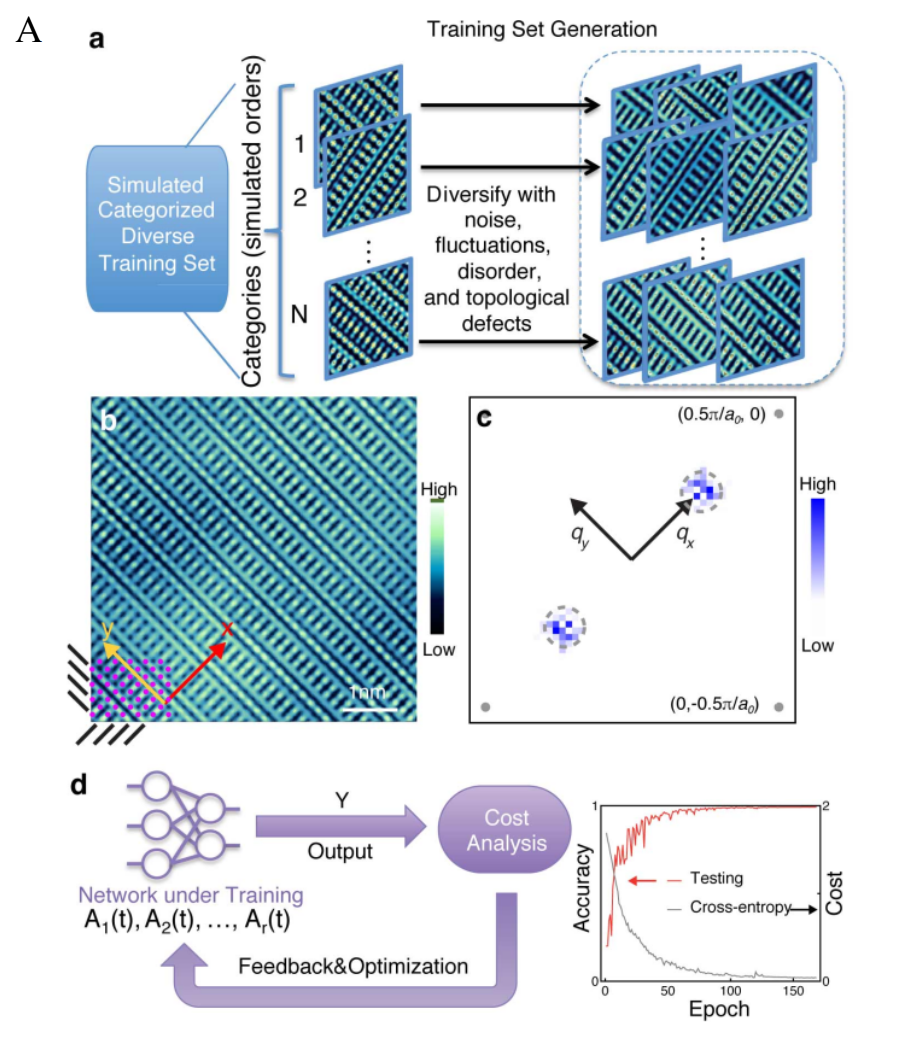 A
a
Training Set Generation
Simulated
Categorized
Diverse
Training Set
Categories (simulated orders)
1
2
⋮
N
Diversify with
noise,
fluctuations,
disorder,
and topological
defects
⋮
b
y
x
1nm
High
Low
c
(0.5π/a₀, 0)
q_y
q_x
(0,-0.5π/a₀)
High
Low
d
Y
Output
Cost
Analysis
Network under Training
A₁(t), A₂(t), …, Aᵣ(t)
Feedback&Optimization
1
0
Accuracy
Testing
Cross-entropy
2
0
Cost
0
50
100
150
Epoch